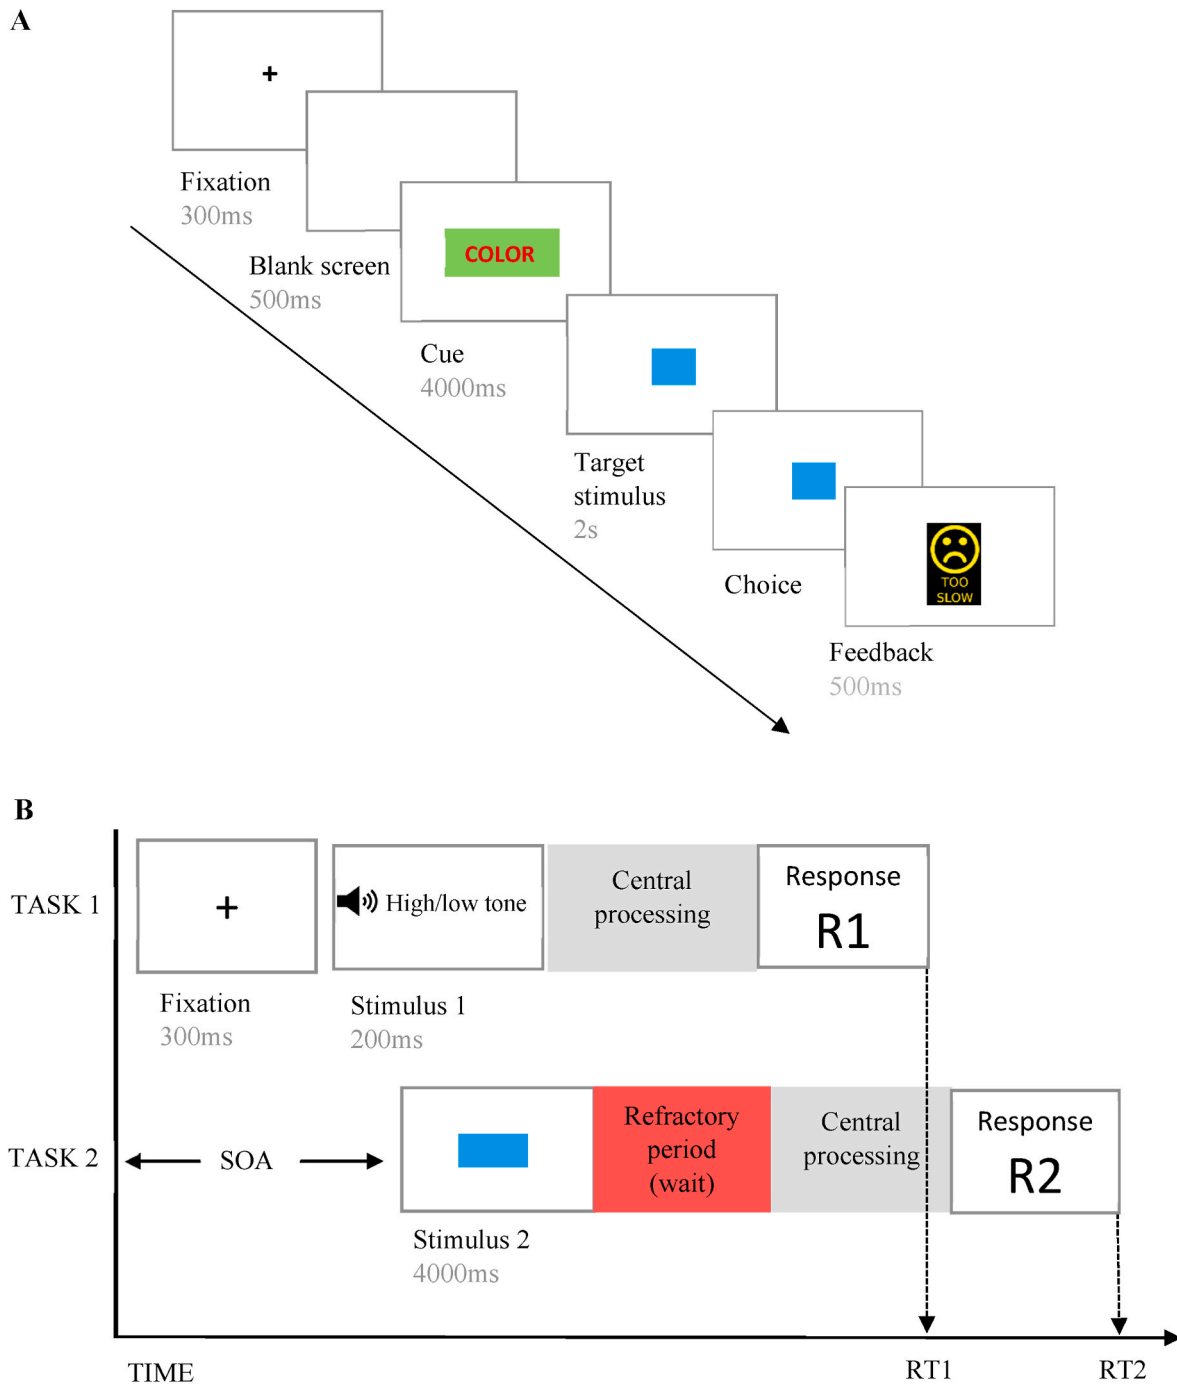 A
+
Fixation
300ms
Blank screen
500ms
COLOR
Cue
4000ms
Target
stimulus
2s
Choice
TOO
SLOW
Feedback
500ms
B
TASK 1
+
High/low tone
Central
processing
Response
R1
Fixation
300ms
Stimulus 1
200ms
TASK 2
SOA
Refractory
period
(wait)
Central
processing
Response
R2
Stimulus 2
4000ms
TIME
RT1
RT2